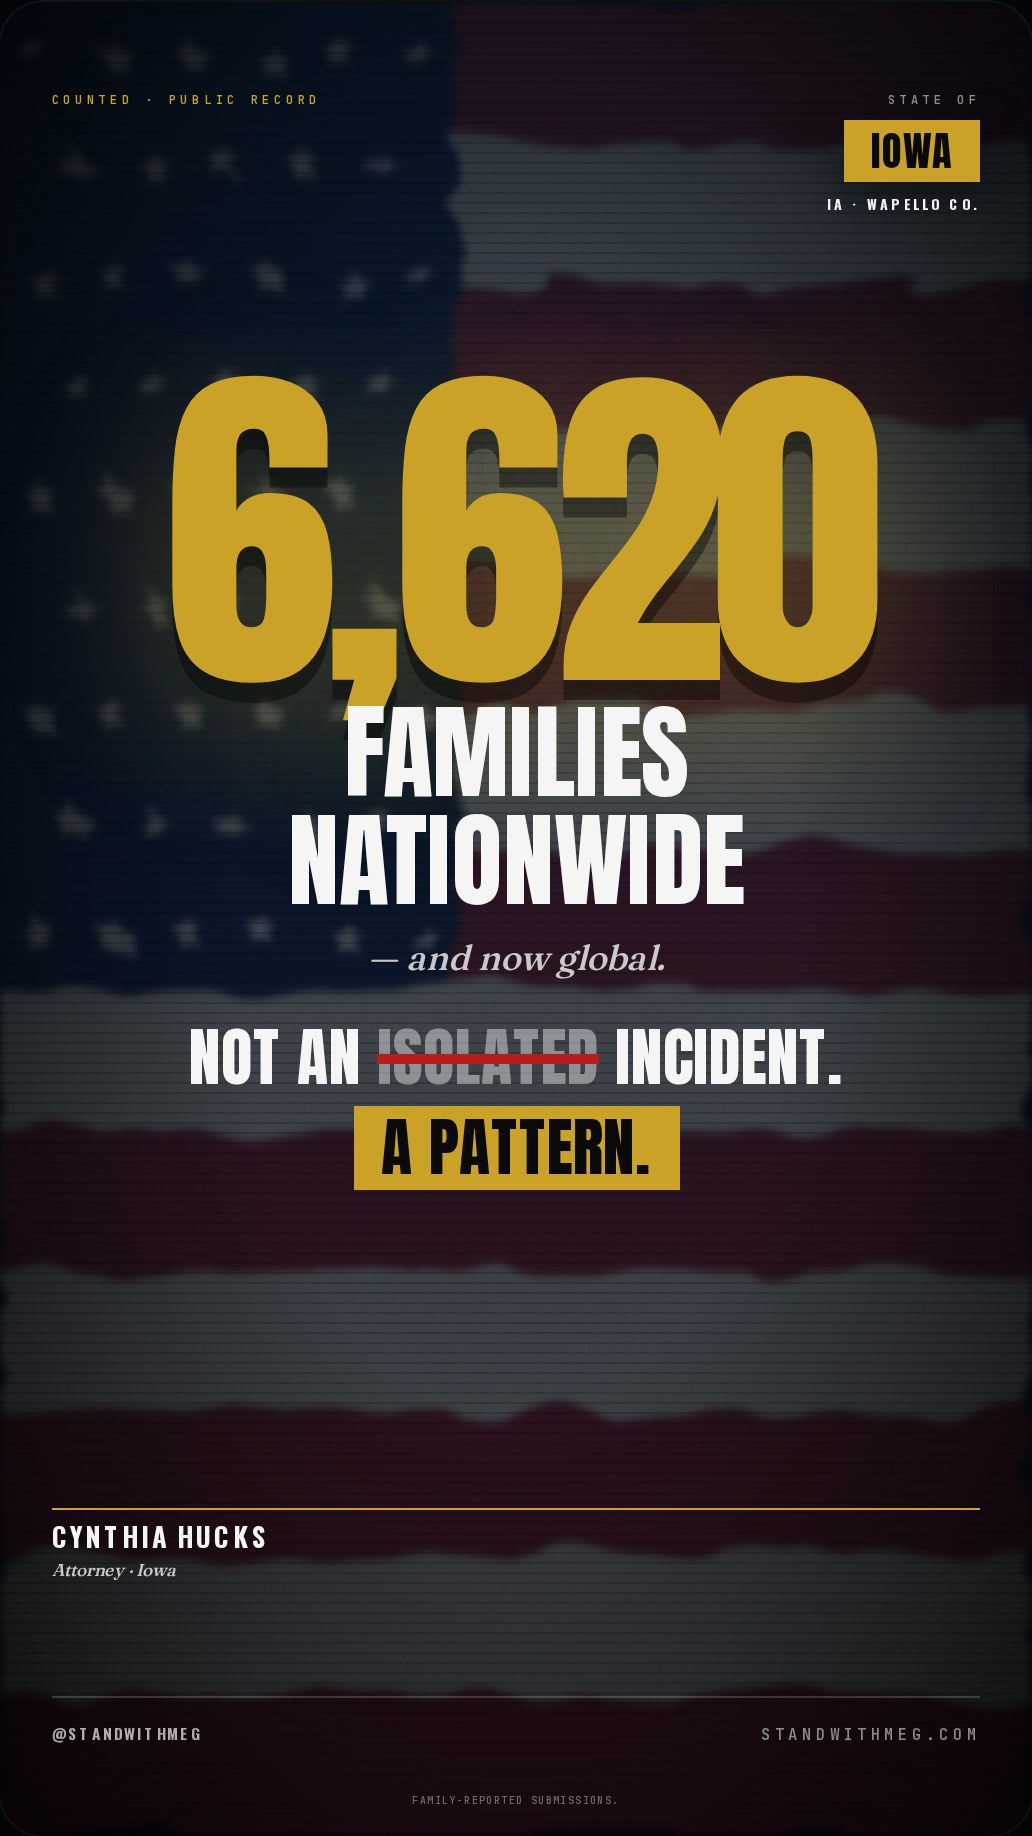 COUNTED · PUBLIC RECORD
STATE OF
IOWA
IA · WAPELLO CO.
6,620
FAMILIES
NATIONWIDE
— and now global.
NOT AN ISOLATED INCIDENT.
A PATTERN.
CYNTHIA HUCKS
Attorney · Iowa
@STANDWITHMEG
STANDWITHMEG.COM
FAMILY-REPORTED SUBMISSIONS.